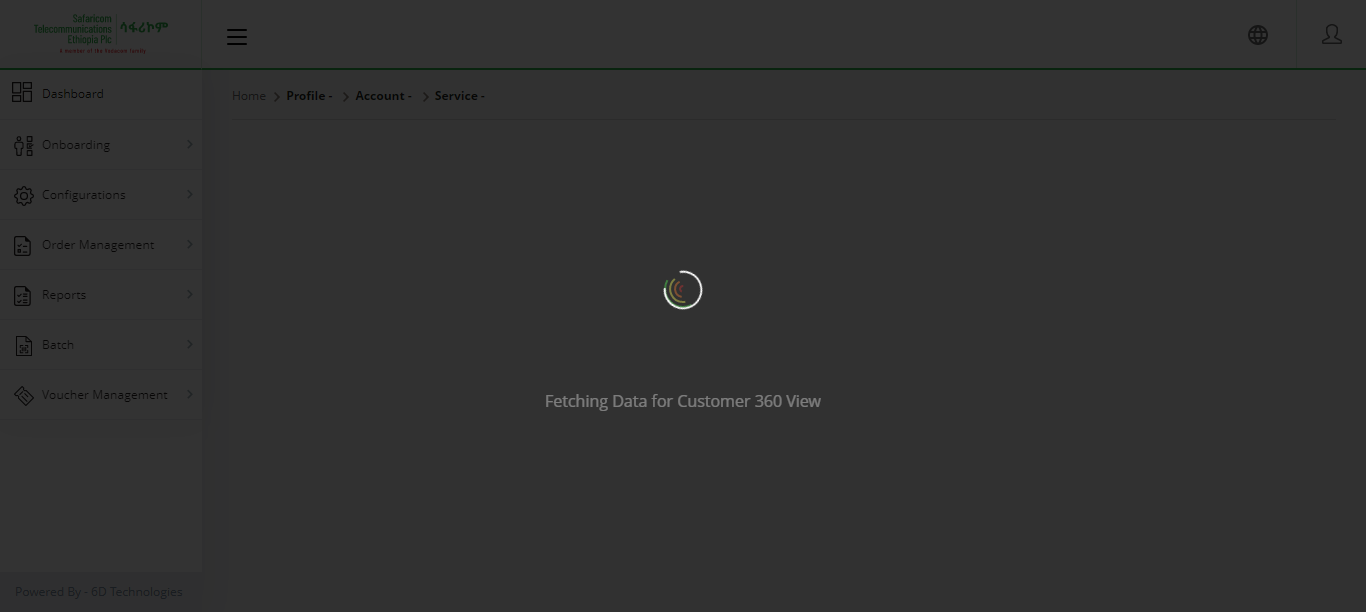 Safaricom
Telecommunications
Ethiopia Plc
ሳፋሪኮም
A member of the Vodacom family
Home > Profile - > Account - > Service -
Dashboard
Onboarding
Configurations
Order Management
Reports
Batch
Voucher Management
Fetching Data for Customer 360 View
Powered By - 6D Technologies